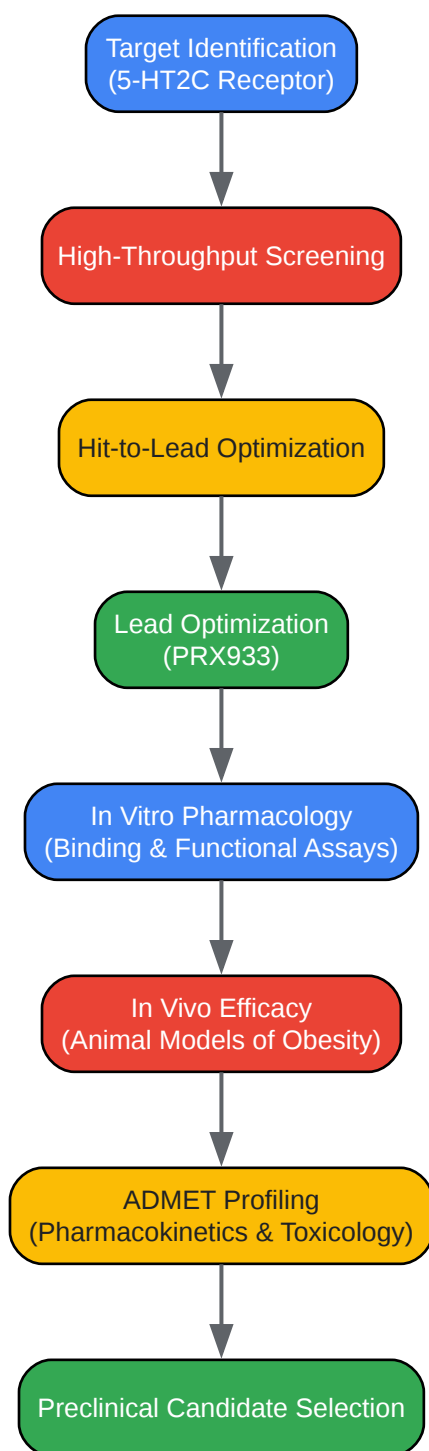 Target Identification
(5-HT2C Receptor)
High-Throughput Screening
Hit-to-Lead Optimization
Lead Optimization
(PRX933)
In Vitro Pharmacology
(Binding & Functional Assays)
In Vivo Efficacy
(Animal Models of Obesity)
ADMET Profiling
(Pharmacokinetics & Toxicology)
Preclinical Candidate Selection